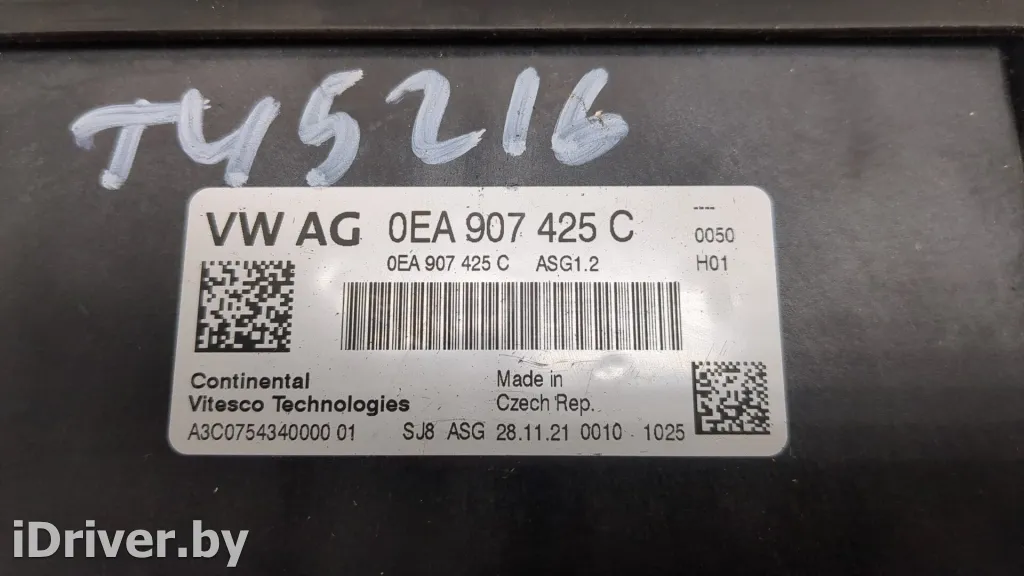 T45216
VW AG 0EA 907 425 C ----
0050
0EA 907 425 C ASG1.2 H01
Continental Made in
Vitesco Technologies Czech Rep.
A3C0754340000 01 SJ8 ASG 28.11.21 0010 1025
iDriver.by